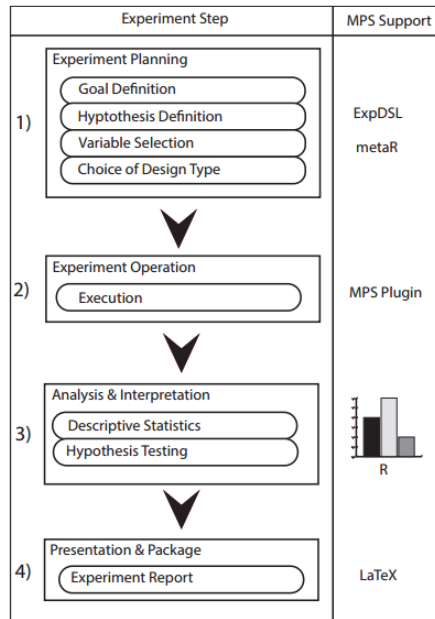 Experiment Step
MPS Support
1)
Experiment Planning
Goal Definition
Hyptothesis Definition
Variable Selection
Choice of Design Type
ExpDSL
metaR
2)
Experiment Operation
Execution
MPS Plugin
3)
Analysis & Interpretation
Descriptive Statistics
Hypothesis Testing
R
4)
Presentation & Package
Experiment Report
LaTeX